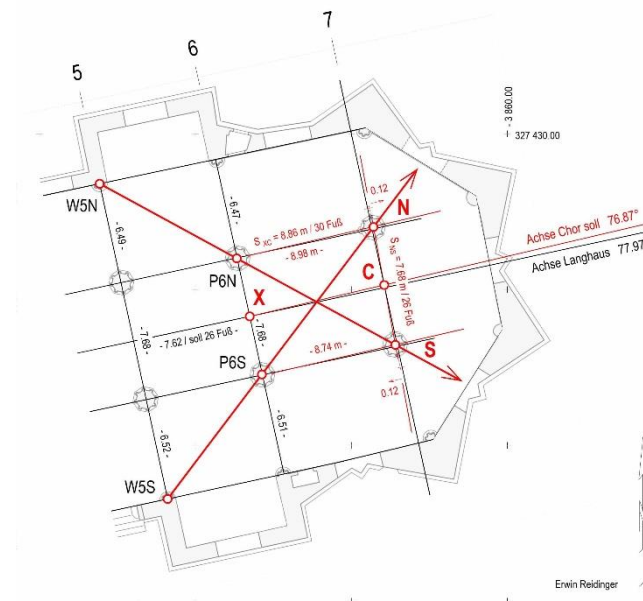 7
6
5
- 3 860.00
327 430.00
W5N
- 6.49 -
- 6.47 -
0.12
N
S XC = 8.86 m / 30 Fuß
- 8.98 m -
P6N
S NS = 7.68 m / 26 Fuß
Achse Chor soll 76.87°
Achse Langhaus 77.97
C
X
- 7.68 -
- 7.62 / soll 26 Fuß -
- 7.68 -
P6S
- 8.74 m -
S
0.12
- 6.51 -
- 6.52 -
W5S
Erwin Reidinger